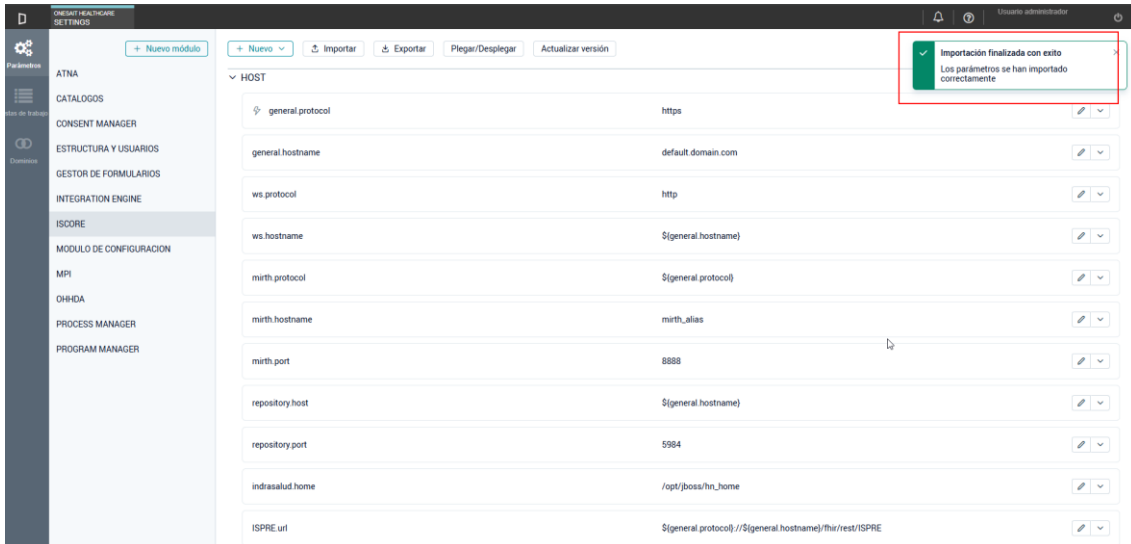 ONESAIT HEALTHCARE
SETTINGS
Usuario administrador
Parámetros
Dominios
+ Nuevo módulo
ATNA
CATALOGOS
CONSENT MANAGER
ESTRUCTURA Y USUARIOS
GESTOR DE FORMULARIOS
INTEGRATION ENGINE
ISCORE
MODULO DE CONFIGURACION
MPI
OHHDA
PROCESS MANAGER
PROGRAM MANAGER
+ Nuevo Importar Exportar Plegar/Desplegar Actualizar versión
Importación finalizada con exito
Los parámetros se han importado
correctamente
HOST
general.protocol https
general.hostname default.domain.com
ws.protocol http
ws.hostname ${general.hostname}
mirth.protocol ${general.protocol}
mirth.hostname mirth_alias
mirth.port 8888
repository.host ${general.hostname}
repository.port 5984
indrasalud.home /opt/jboss/hn_home
ISPRE.url ${general.protocol}://${general.hostname}/fhir/rest/ISPRE